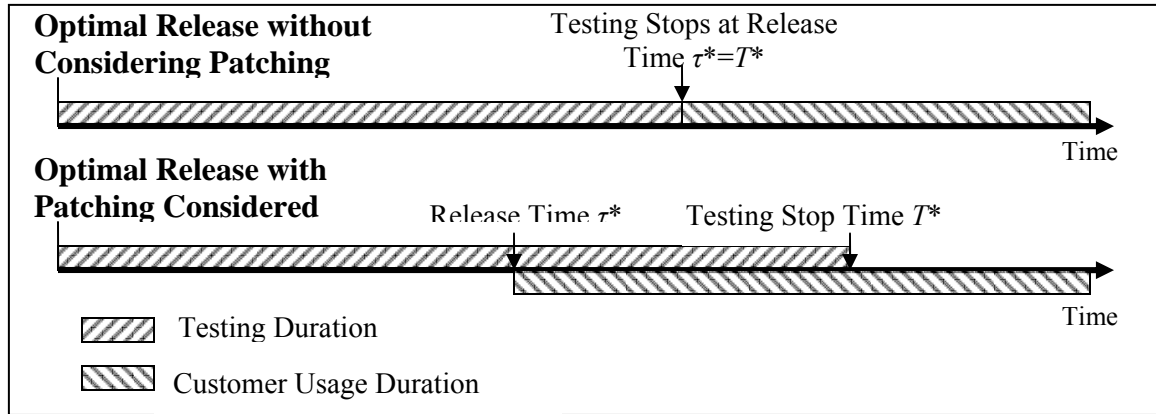 Optimal Release without
Considering Patching
Testing Stops at Release
Time τ*=T*
Time
Optimal Release with
Patching Considered
Release Time τ*
Testing Stop Time T*
Time
Testing Duration
Customer Usage Duration